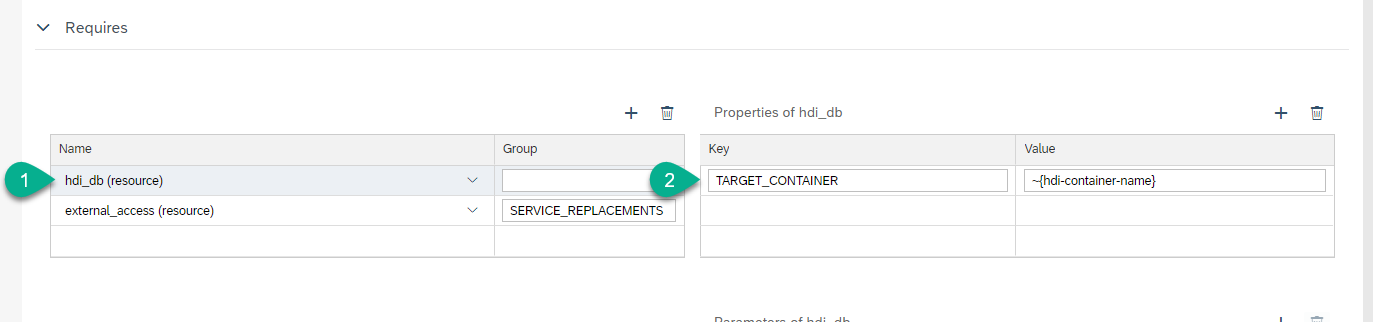 Requires
Properties of hdi_db
Name Group Key Value
1 hdi_db (resource) 2 TARGET_CONTAINER ~{hdi-container-name}
external_access (resource) SERVICE_REPLACEMENTS
Parameters of hdi_db